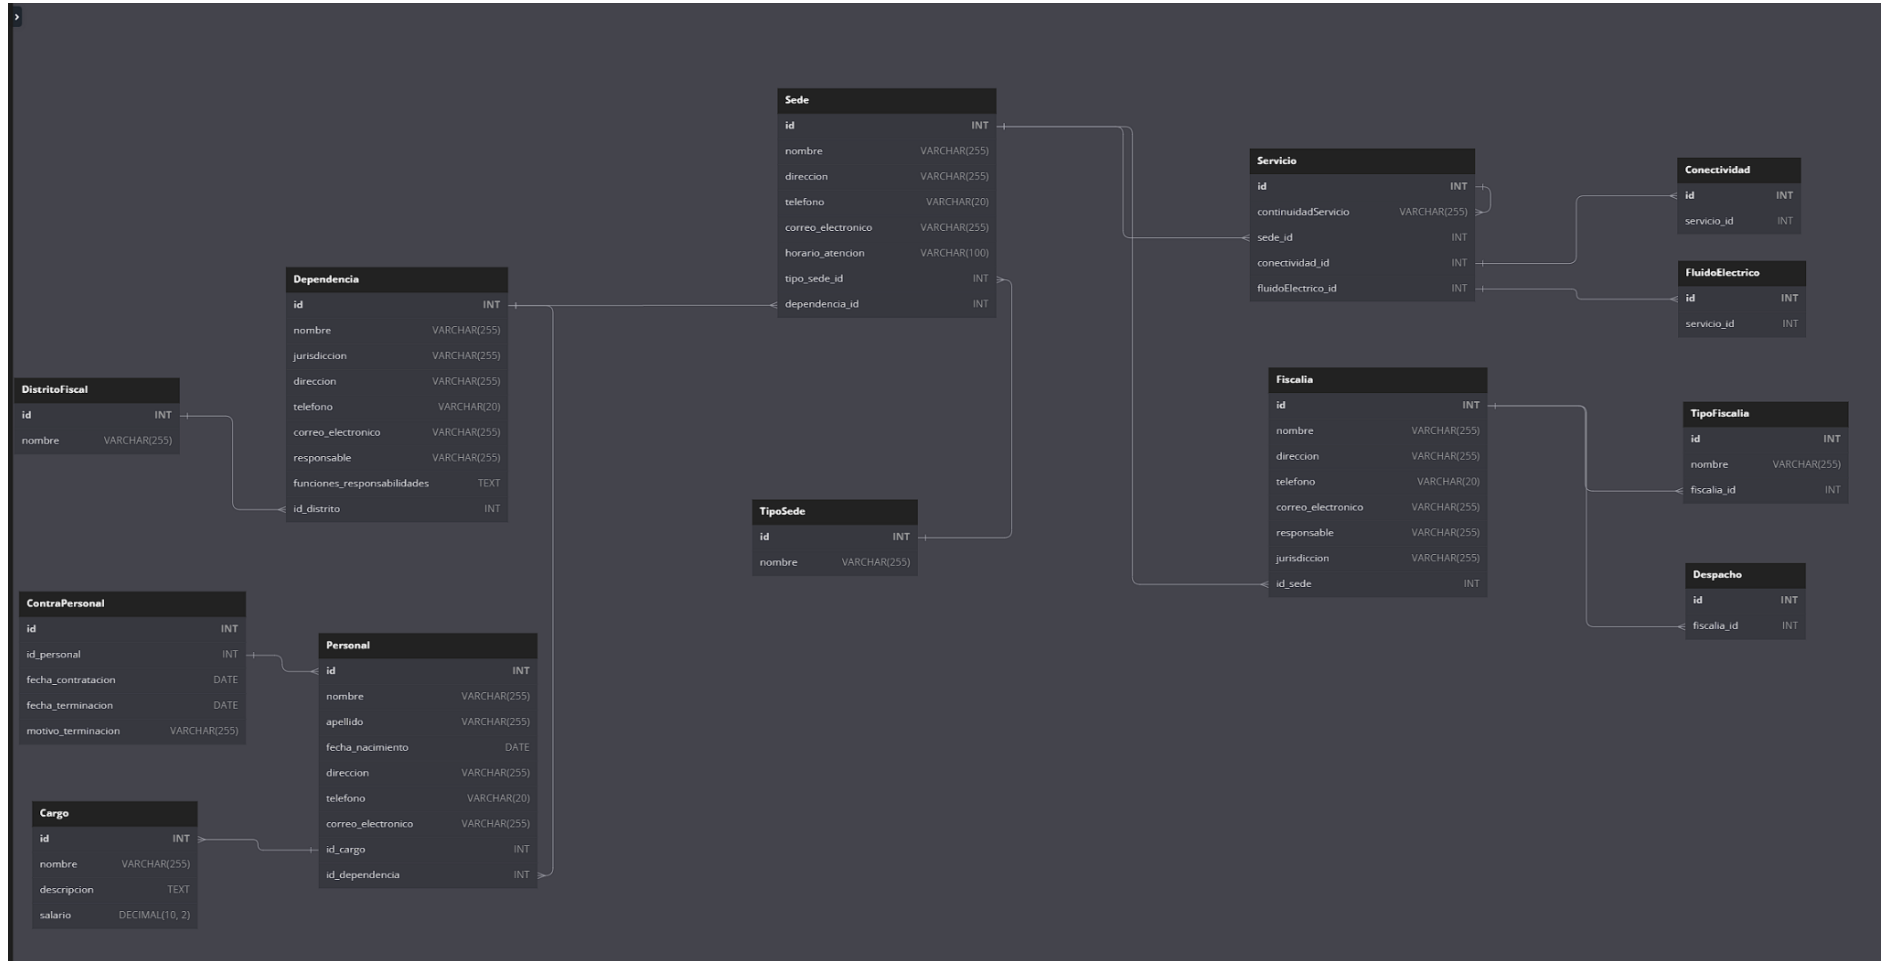 Sede
id INT
nombre VARCHAR(255)
direccion VARCHAR(255)
telefono VARCHAR(20)
correo_electronico VARCHAR(255)
horario_atencion VARCHAR(100)
tipo_sede_id INT
dependencia_id INT
Servicio
id INT
continuidadServicio VARCHAR(255)
sede_id INT
conectividad_id INT
fluidoElectrico_id INT
Conectividad
id INT
servicio_id INT
FluidoElectrico
id INT
servicio_id INT
Dependencia
id INT
nombre VARCHAR(255)
jurisdiccion VARCHAR(255)
direccion VARCHAR(255)
telefono VARCHAR(20)
correo_electronico VARCHAR(255)
responsable VARCHAR(255)
funciones_responsabilidades TEXT
id_distrito INT
DistritoFiscal
id INT
nombre VARCHAR(255)
Fiscalia
id INT
nombre VARCHAR(255)
direccion VARCHAR(255)
telefono VARCHAR(20)
correo_electronico VARCHAR(255)
responsable VARCHAR(255)
jurisdiccion VARCHAR(255)
id_sede INT
TipoFiscalia
id INT
nombre VARCHAR(255)
fiscalia_id INT
TipoSede
id INT
nombre VARCHAR(255)
Despacho
id INT
fiscalia_id INT
ContraPersonal
id INT
id_personal INT
fecha_contratacion DATE
fecha_terminacion DATE
motivo_terminacion VARCHAR(255)
Personal
id INT
nombre VARCHAR(255)
apellido VARCHAR(255)
fecha_nacimiento DATE
direccion VARCHAR(255)
telefono VARCHAR(20)
correo_electronico VARCHAR(255)
id_cargo INT
id_dependencia INT
Cargo
id INT
nombre VARCHAR(255)
descripcion TEXT
salario DECIMAL(10, 2)